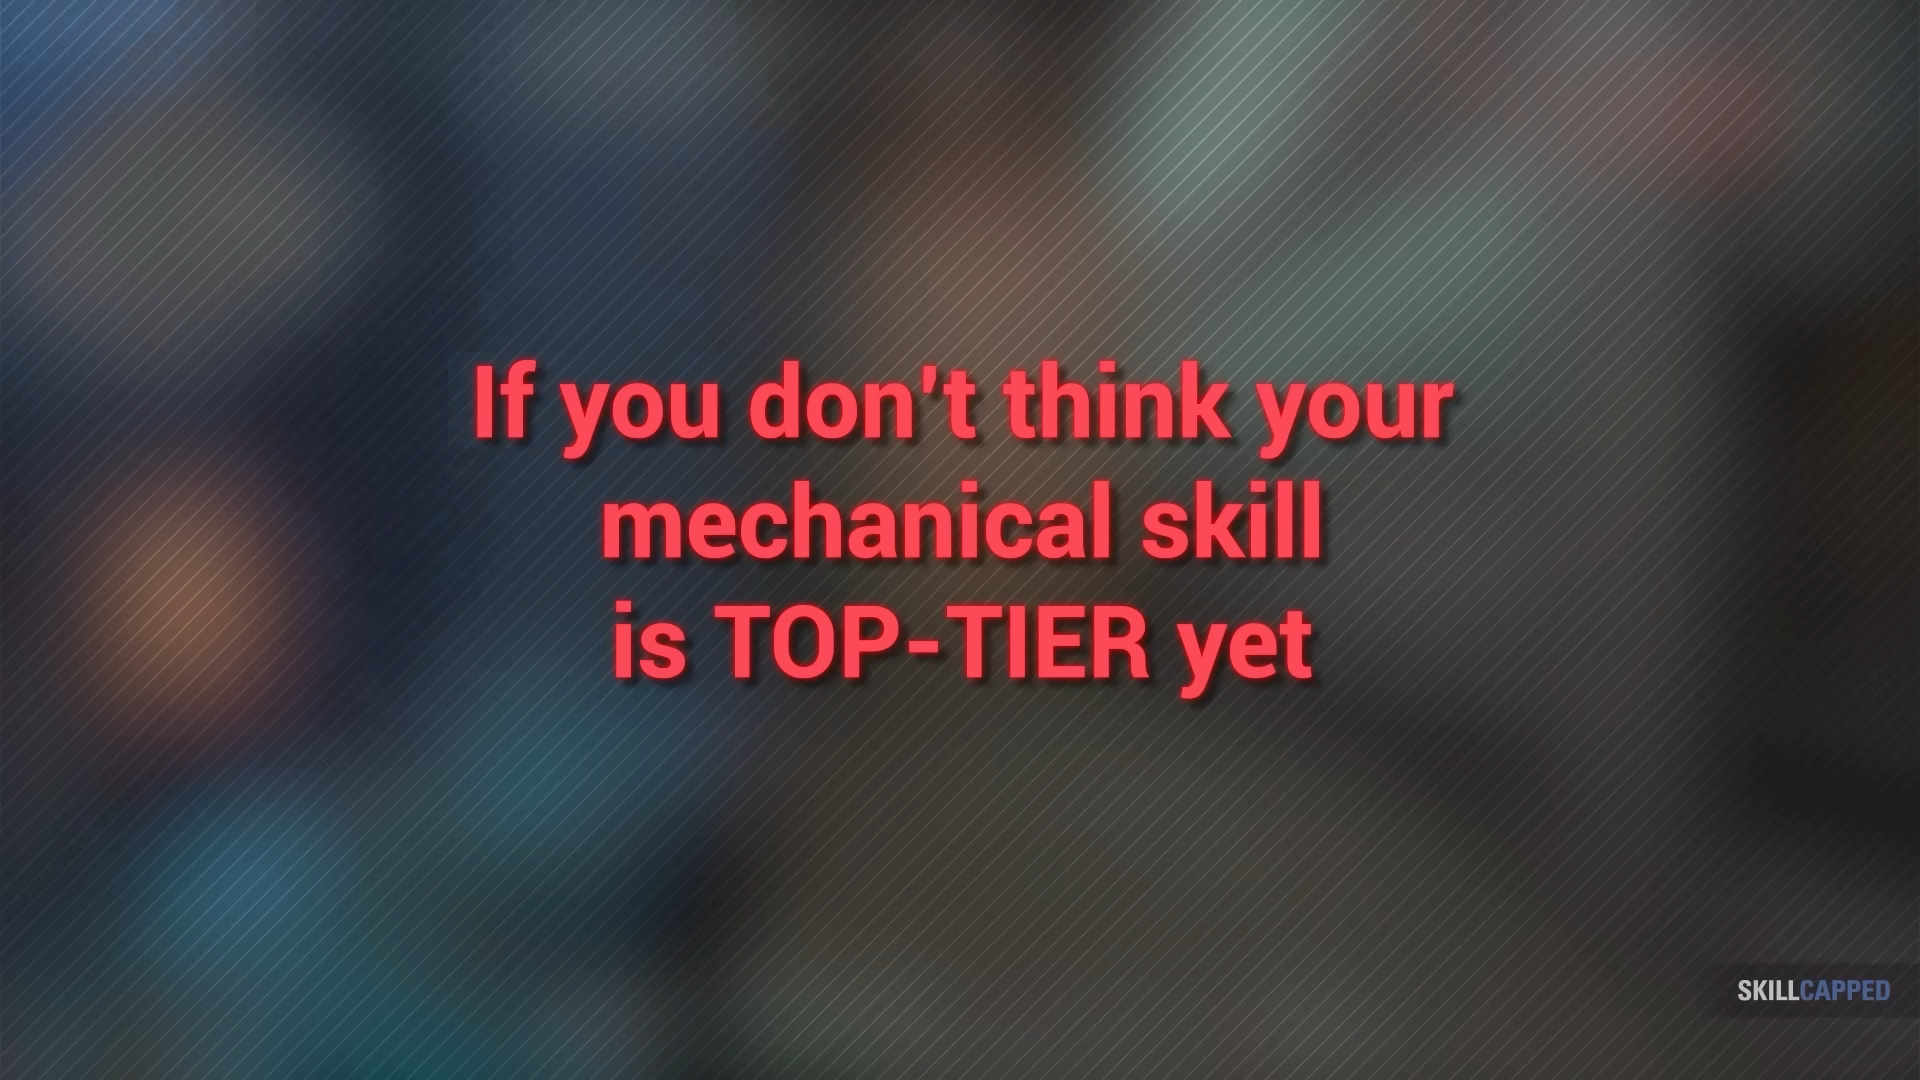 If you don't think your
mechanical skill
is TOP-TIER yet
SKILLCAPPED